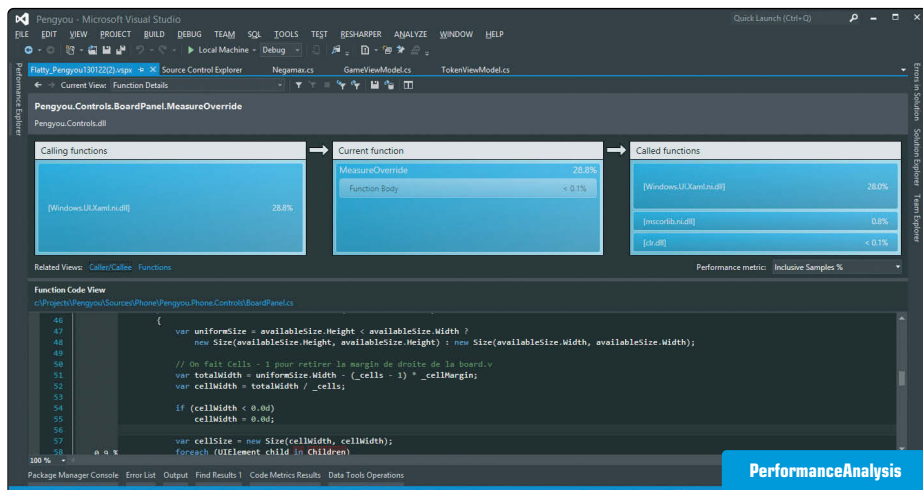 Pengyou - Microsoft Visual Studio
Quick Launch (Ctrl+Q)
FILE EDIT VIEW PROJECT BUILD DEBUG TEAM SQL TOOLS TEST RESHARPER ANALYZE WINDOW HELP
Local Machine Debug
Flatty_Pengyou130122(2).vspx Source Control Explorer Negamax.cs GameViewModel.cs TokenViewModel.cs
Current View: Function Details
Performance Explorer
Errors in Solution
Solution Explorer
Team Explorer
Pengyou.Controls.BoardPanel.MeasureOverride
Pengyou.Controls.dll
Calling functions
[Windows.UI.Xaml.ni.dll] 28.8%
Current function
MeasureOverride 28.8%
Function Body < 0.1%
Called functions
[Windows.UI.Xaml.ni.dll] 28.0%
[mscorlib.ni.dll] 0.8%
[clr.dll] < 0.1%
Related Views: Caller/Callee Functions
Performance metric: Inclusive Samples %
Function Code View
c:\Projects\Pengyou\Sources\Phone\Pengyou.Phone.Controls\BoardPanel.cs
46 {
47 var uniformSize = availableSize.Height < availableSize.Width ?
48 new Size(availableSize.Height, availableSize.Height) : new Size(availableSize.Width, availableSize.Width);
49
50 // On fait Cells - 1 pour retirer la margin de droite de la board.v
51 var totalWidth = uniformSize.Width - (_cells - 1) * _cellMargin;
52 var cellWidth = totalWidth / _cells;
53
54 if (cellWidth < 0.0d)
55 cellWidth = 0.0d;
56
57 var cellSize = new Size(cellWidth, cellWidth);
58 0.9 % foreach (UIElement child in Children)
100 %
Package Manager Console Error List Output Find Results 1 Code Metrics Results Data Tools Operations
PerformanceAnalysis